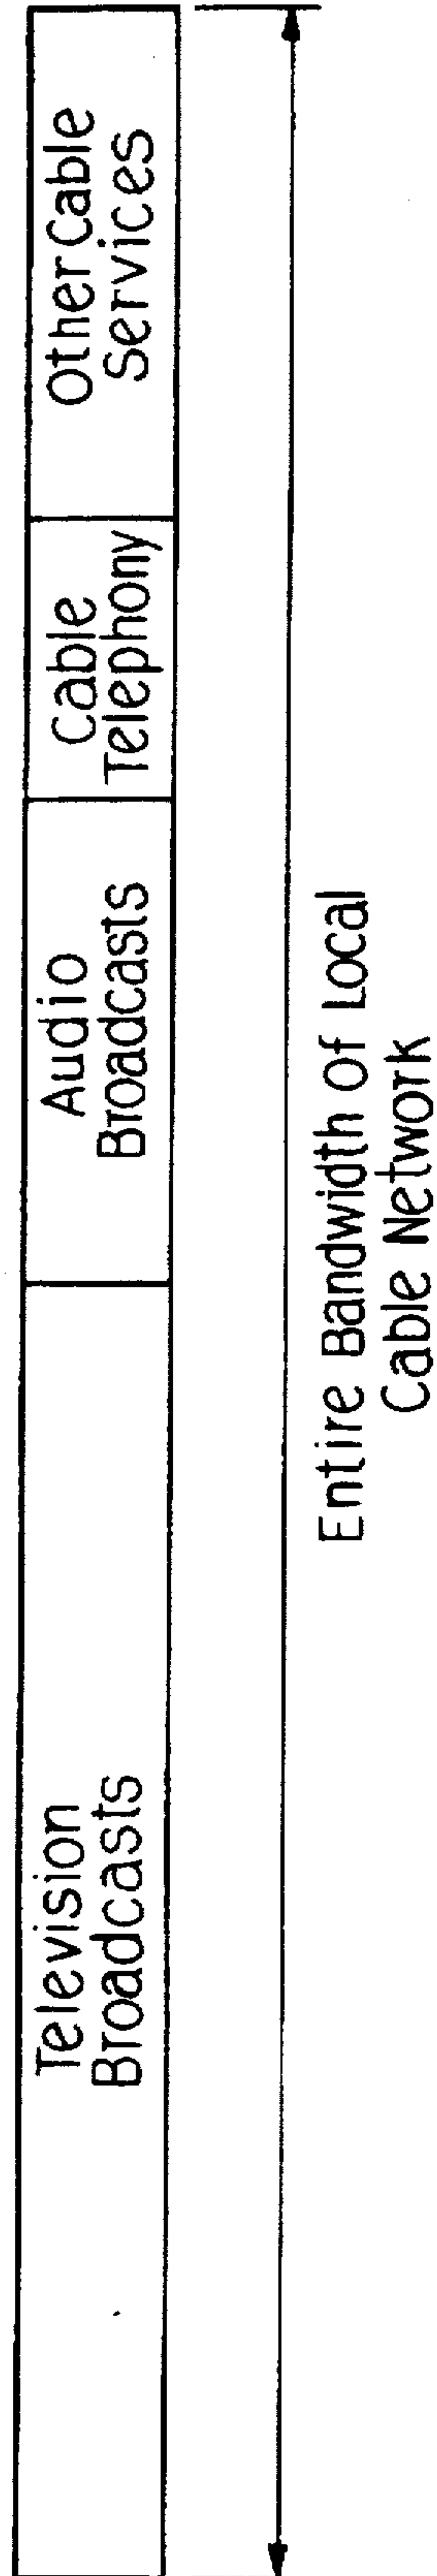 Television
Broadcasts
Audio
Broadcasts
Cable
Telephony
Other Cable
Services
Entire Bandwidth of Local
Cable Network